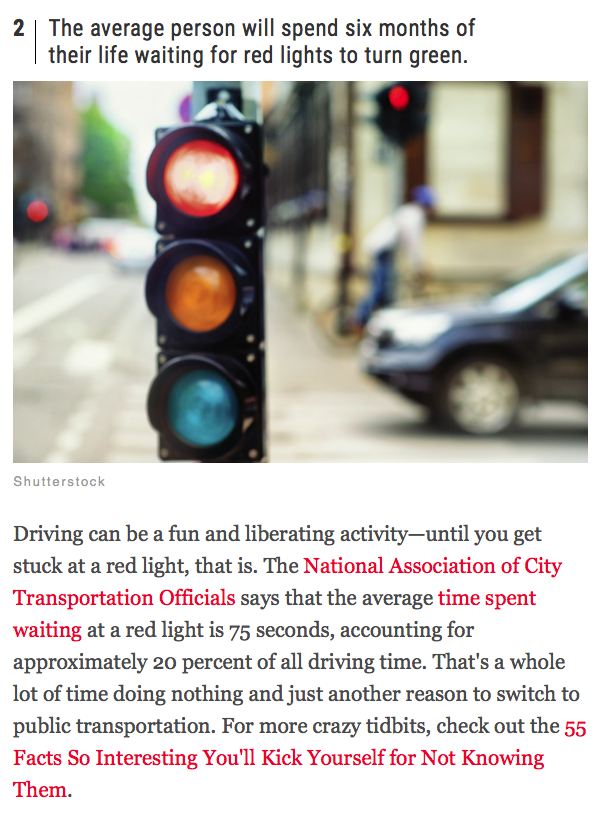 2 The average person will spend six months of
their life waiting for red lights to turn green.
Shutterstock
Driving can be a fun and liberating activity—until you get
stuck at a red light, that is. The National Association of City
Transportation Officials says that the average time spent
waiting at a red light is 75 seconds, accounting for
approximately 20 percent of all driving time. That's a whole
lot of time doing nothing and just another reason to switch to
public transportation. For more crazy tidbits, check out the 55
Facts So Interesting You'll Kick Yourself for Not Knowing
Them.